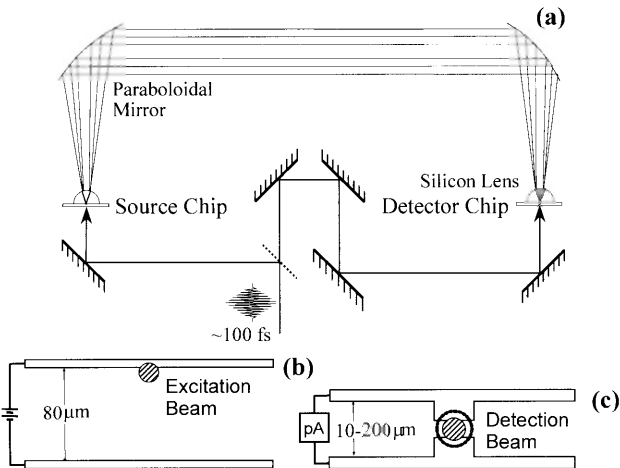 (a)
Paraboloidal
Mirror
Source Chip
Silicon Lens
Detector Chip
~100 fs
(b)
80μm
Excitation
Beam
(c)
pA
10-200μm
Detection
Beam